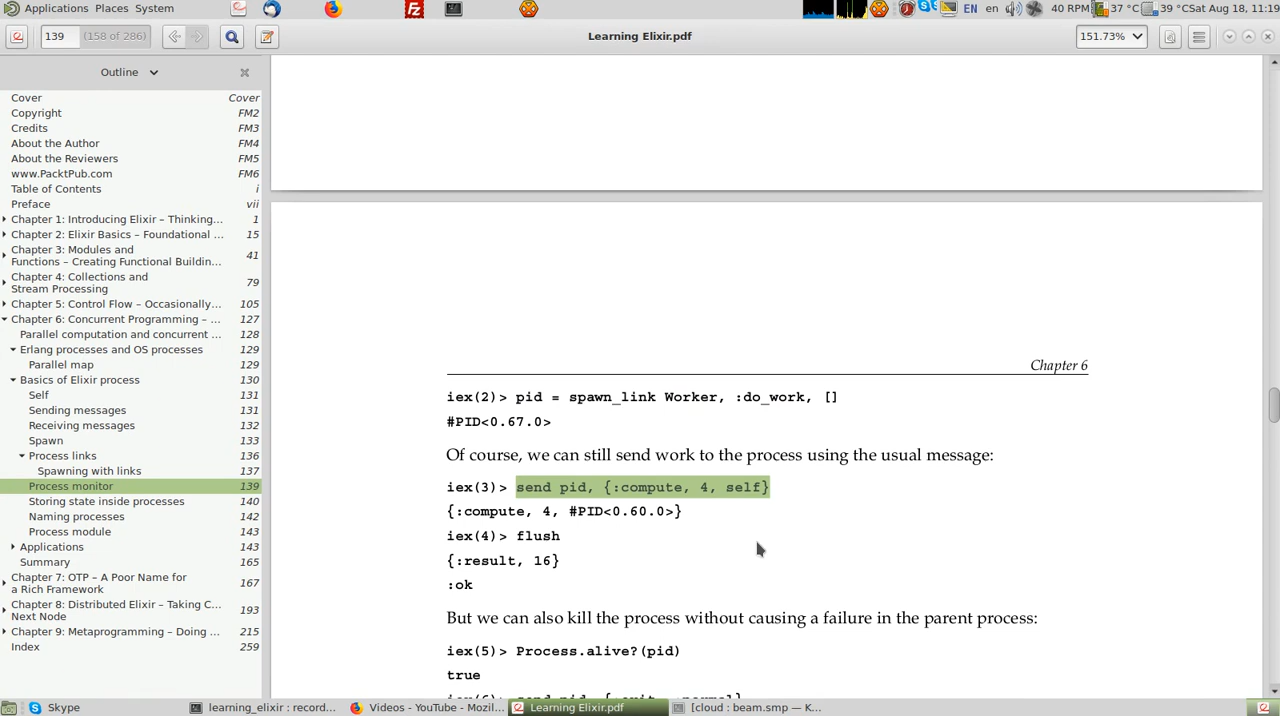 Applications Places System
EN
40 RPM
37 °C
39 °C
Sat Aug 18, 11:19
139
(158 of 286)
Learning Elixir.pdf
151.73%
Outline
Cover Cover
Copyright FM2
Credits FM3
About the Author FM4
About the Reviewers FM5
www.PacktPub.com FM6
Table of Contents i
Preface vii
Chapter 1: Introducing Elixir – Thinking... 1
Chapter 2: Elixir Basics – Foundational ... 15
Chapter 3: Modules and
Functions – Creating Functional Buildin... 41
Chapter 4: Collections and
Stream Processing 79
Chapter 5: Control Flow – Occasionally... 105
Chapter 6: Concurrent Programming – ... 127
Parallel computation and concurrent ... 128
Erlang processes and OS processes 129
Parallel map 129
Basics of Elixir process 130
Self 131
Sending messages 131
Receiving messages 132
Spawn 133
Process links 136
Spawning with links 137
Process monitor 139
Storing state inside processes 140
Naming processes 142
Process module 143
Applications 143
Summary 165
Chapter 7: OTP – A Poor Name for
a Rich Framework 167
Chapter 8: Distributed Elixir – Taking C...
Next Node 193
Chapter 9: Metaprogramming – Doing ... 215
Index 259
Chapter 6
iex(2)> pid = spawn_link Worker, :do_work, []
#PID<0.67.0>
Of course, we can still send work to the process using the usual message:
iex(3)> send pid, {:compute, 4, self}
{:compute, 4, #PID<0.60.0>}
iex(4)> flush
{:result, 16}
:ok
But we can also kill the process without causing a failure in the parent process:
iex(5)> Process.alive?(pid)
true
iex(6)> send pid, {:exit, :normal}
Skype
learning_elixir : record...
Videos - YouTube - Mozil...
Learning Elixir.pdf
[cloud : beam.smp — K...